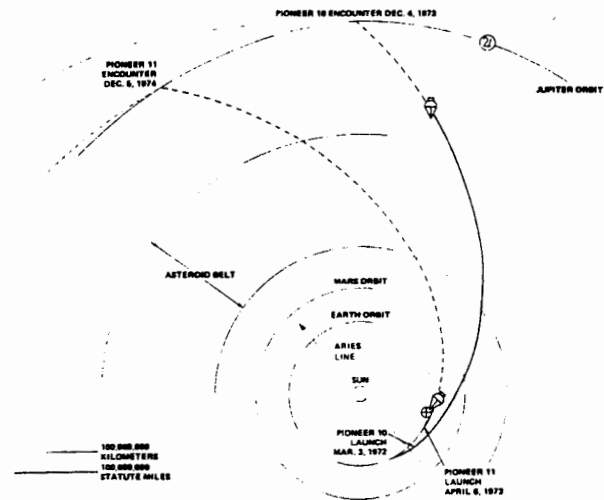 PIONEER 10 ENCOUNTER DEC. 4, 1973
PIONEER 11
ENCOUNTER
DEC. 5, 1974
JUPITER ORBIT
ASTEROID BELT
MARS ORBIT
EARTH ORBIT
ARIES
LINE
SUN
PIONEER 10
LAUNCH
MAR. 3, 1972
PIONEER 11
LAUNCH
APRIL 6, 1973
100,000,000
KILOMETERS
100,000,000
STATUTE MILES